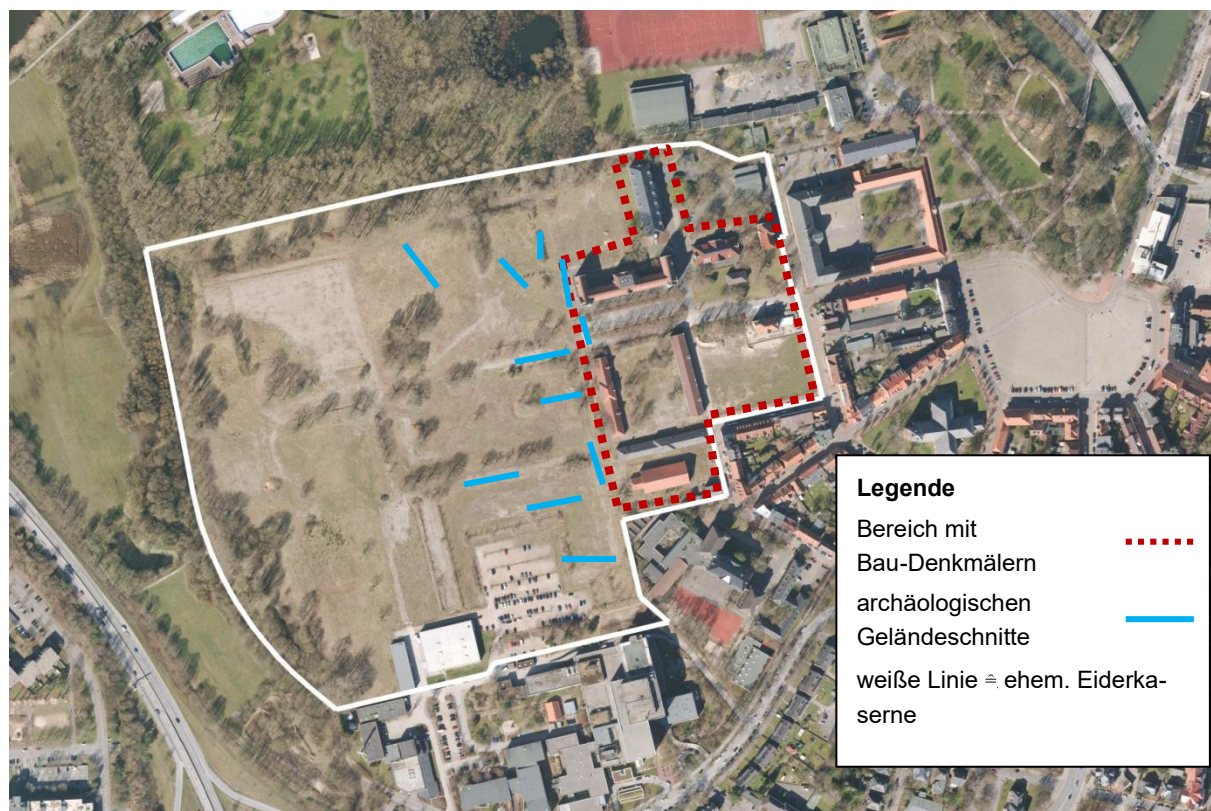 Legende
Bereich mit
Bau-Denkmälern
archäologischen
Geländeschnitte
weiße Linie ≙ ehem. Eiderka-
serne